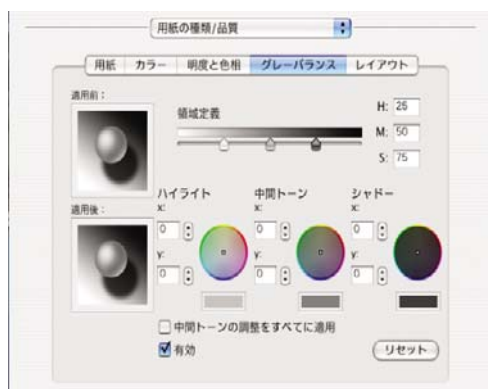 用紙の種類/品質
用紙 カラー 明度と色相 グレーバランス レイアウト
適用前：
領域定義
H: 25
M: 50
S: 75
適用後：
ハイライト 中間トーン シャドー
x: x: x:
0 0 0
y: y: y:
0 0 0
中間トーンの調整をすべてに適用
有効
リセット